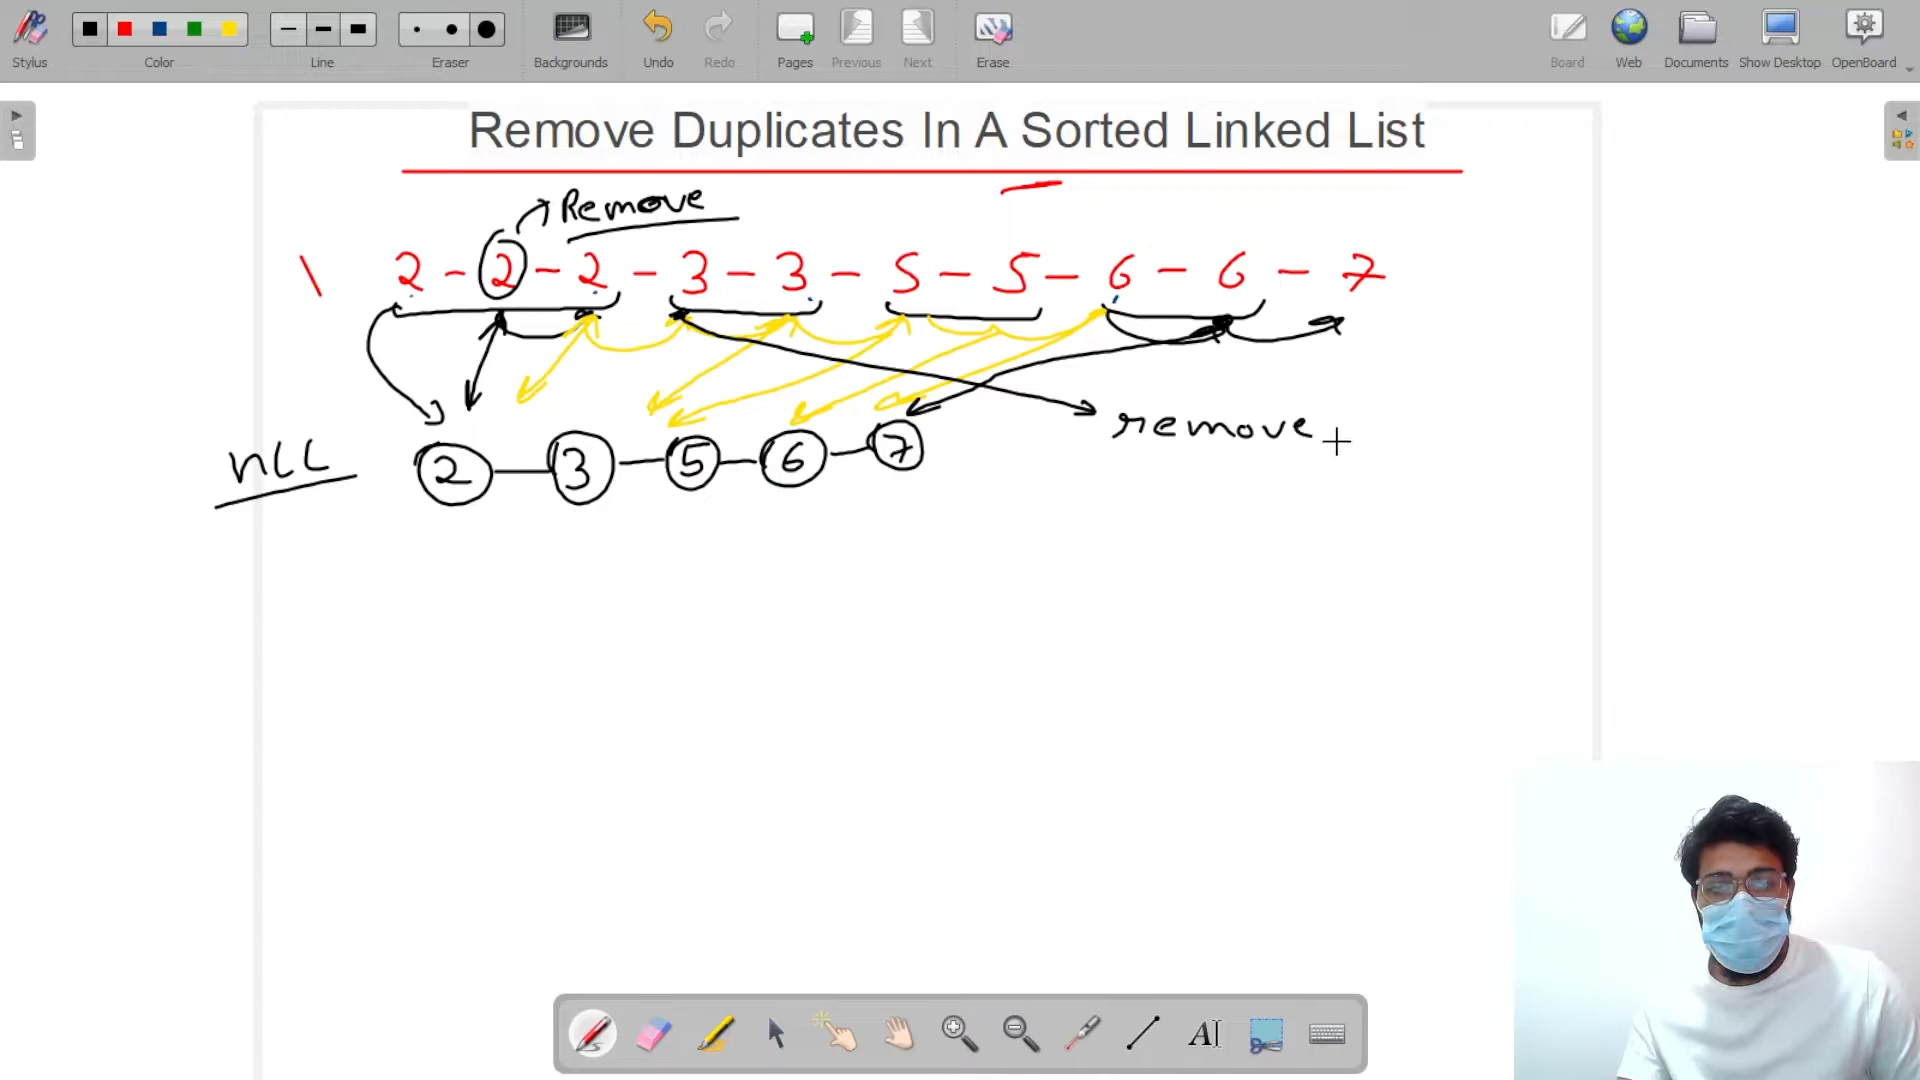 Stylus Color Line Eraser Backgrounds Undo Redo Pages Previous Next Erase Board Web Documents Show Desktop OpenBoard
Remove Duplicates In A Sorted Linked List
Remove
2 - 2 - 2 - 3 - 3 - 5 - 5 - 6 - 6 - 7
remove
nLL
2 3 5 6 7